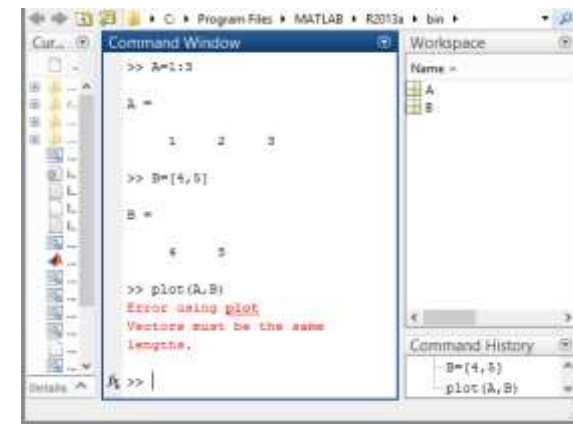 C: ▸ Program Files ▸ MATLAB ▸ R2013a ▸ bin ▸
Cur...
Command Window
Workspace
>> A=1:3
A =
1 2 3
>> B=[4,5]
B =
4 5
>> plot(A,B)
Error using plot
Vectors must be the same
lengths.
fx >>
Name
A
B
Command History
B=[4,5]
plot(A,B)
Details